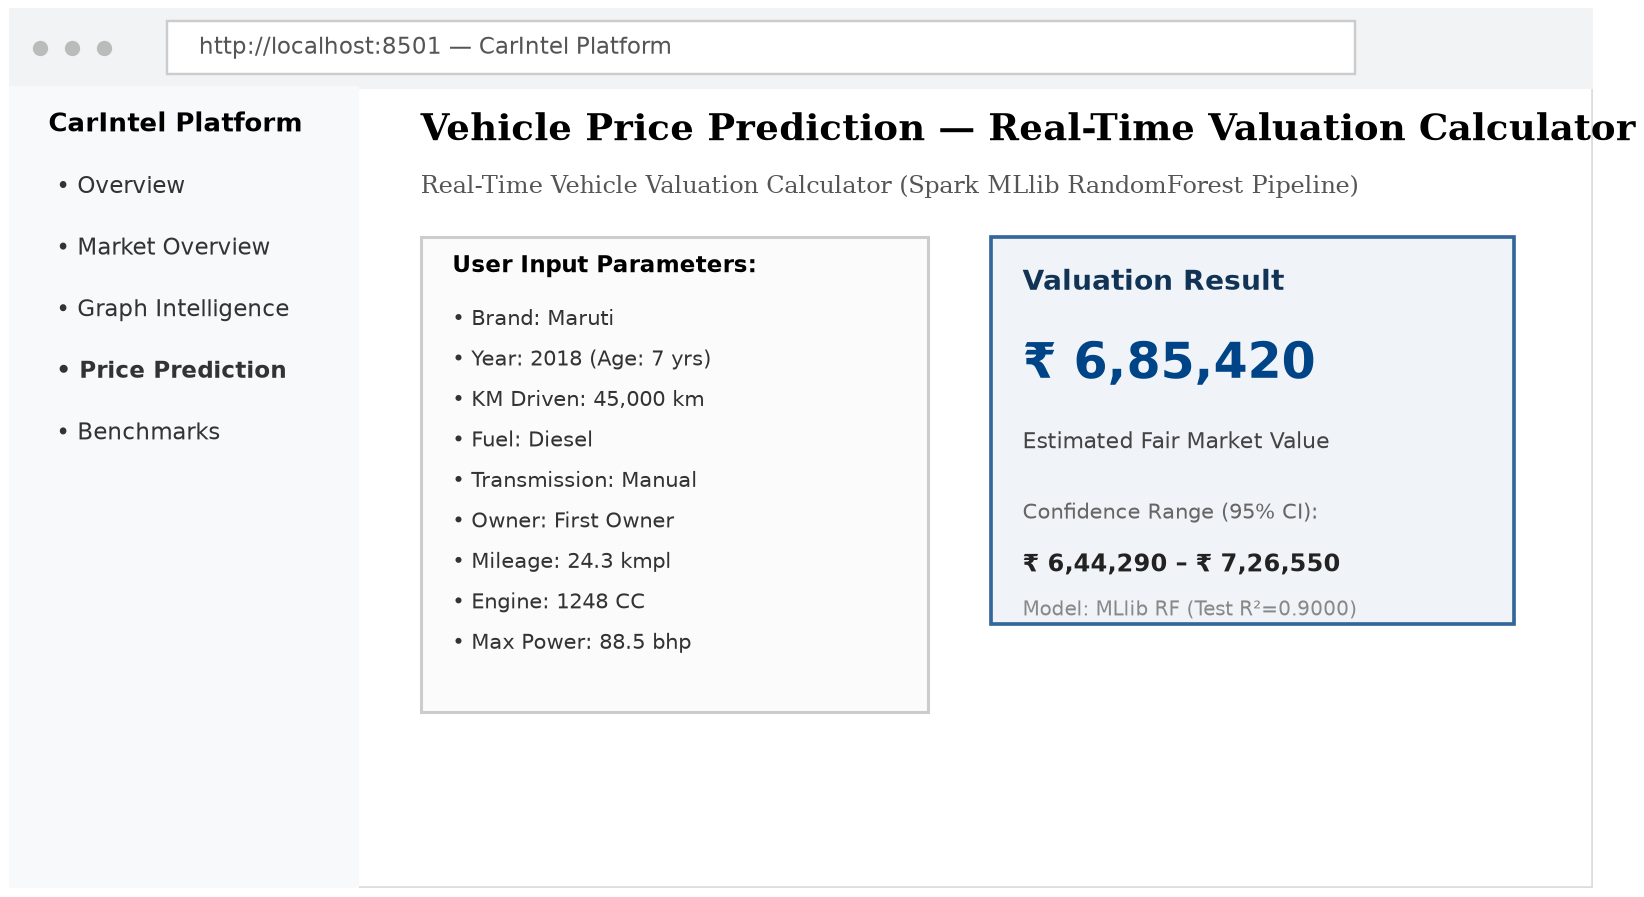 http://localhost:8501 — CarIntel Platform
CarIntel Platform
• Overview
• Market Overview
• Graph Intelligence
• Price Prediction
• Benchmarks
Vehicle Price Prediction — Real-Time Valuation Calculator
Real-Time Vehicle Valuation Calculator (Spark MLlib RandomForest Pipeline)
User Input Parameters:
• Brand: Maruti
• Year: 2018 (Age: 7 yrs)
• KM Driven: 45,000 km
• Fuel: Diesel
• Transmission: Manual
• Owner: First Owner
• Mileage: 24.3 kmpl
• Engine: 1248 CC
• Max Power: 88.5 bhp
Valuation Result
₹ 6,85,420
Estimated Fair Market Value
Confidence Range (95% CI):
₹ 6,44,290 – ₹ 7,26,550
Model: MLlib RF (Test R²=0.9000)